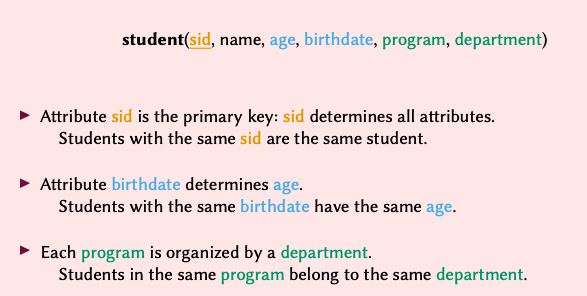 student(sid, name, age, birthdate, program, department)
▶ Attribute sid is the primary key: sid determines all attributes.
Students with the same sid are the same student.
▶ Attribute birthdate determines age.
Students with the same birthdate have the same age.
▶ Each program is organized by a department.
Students in the same program belong to the same department.